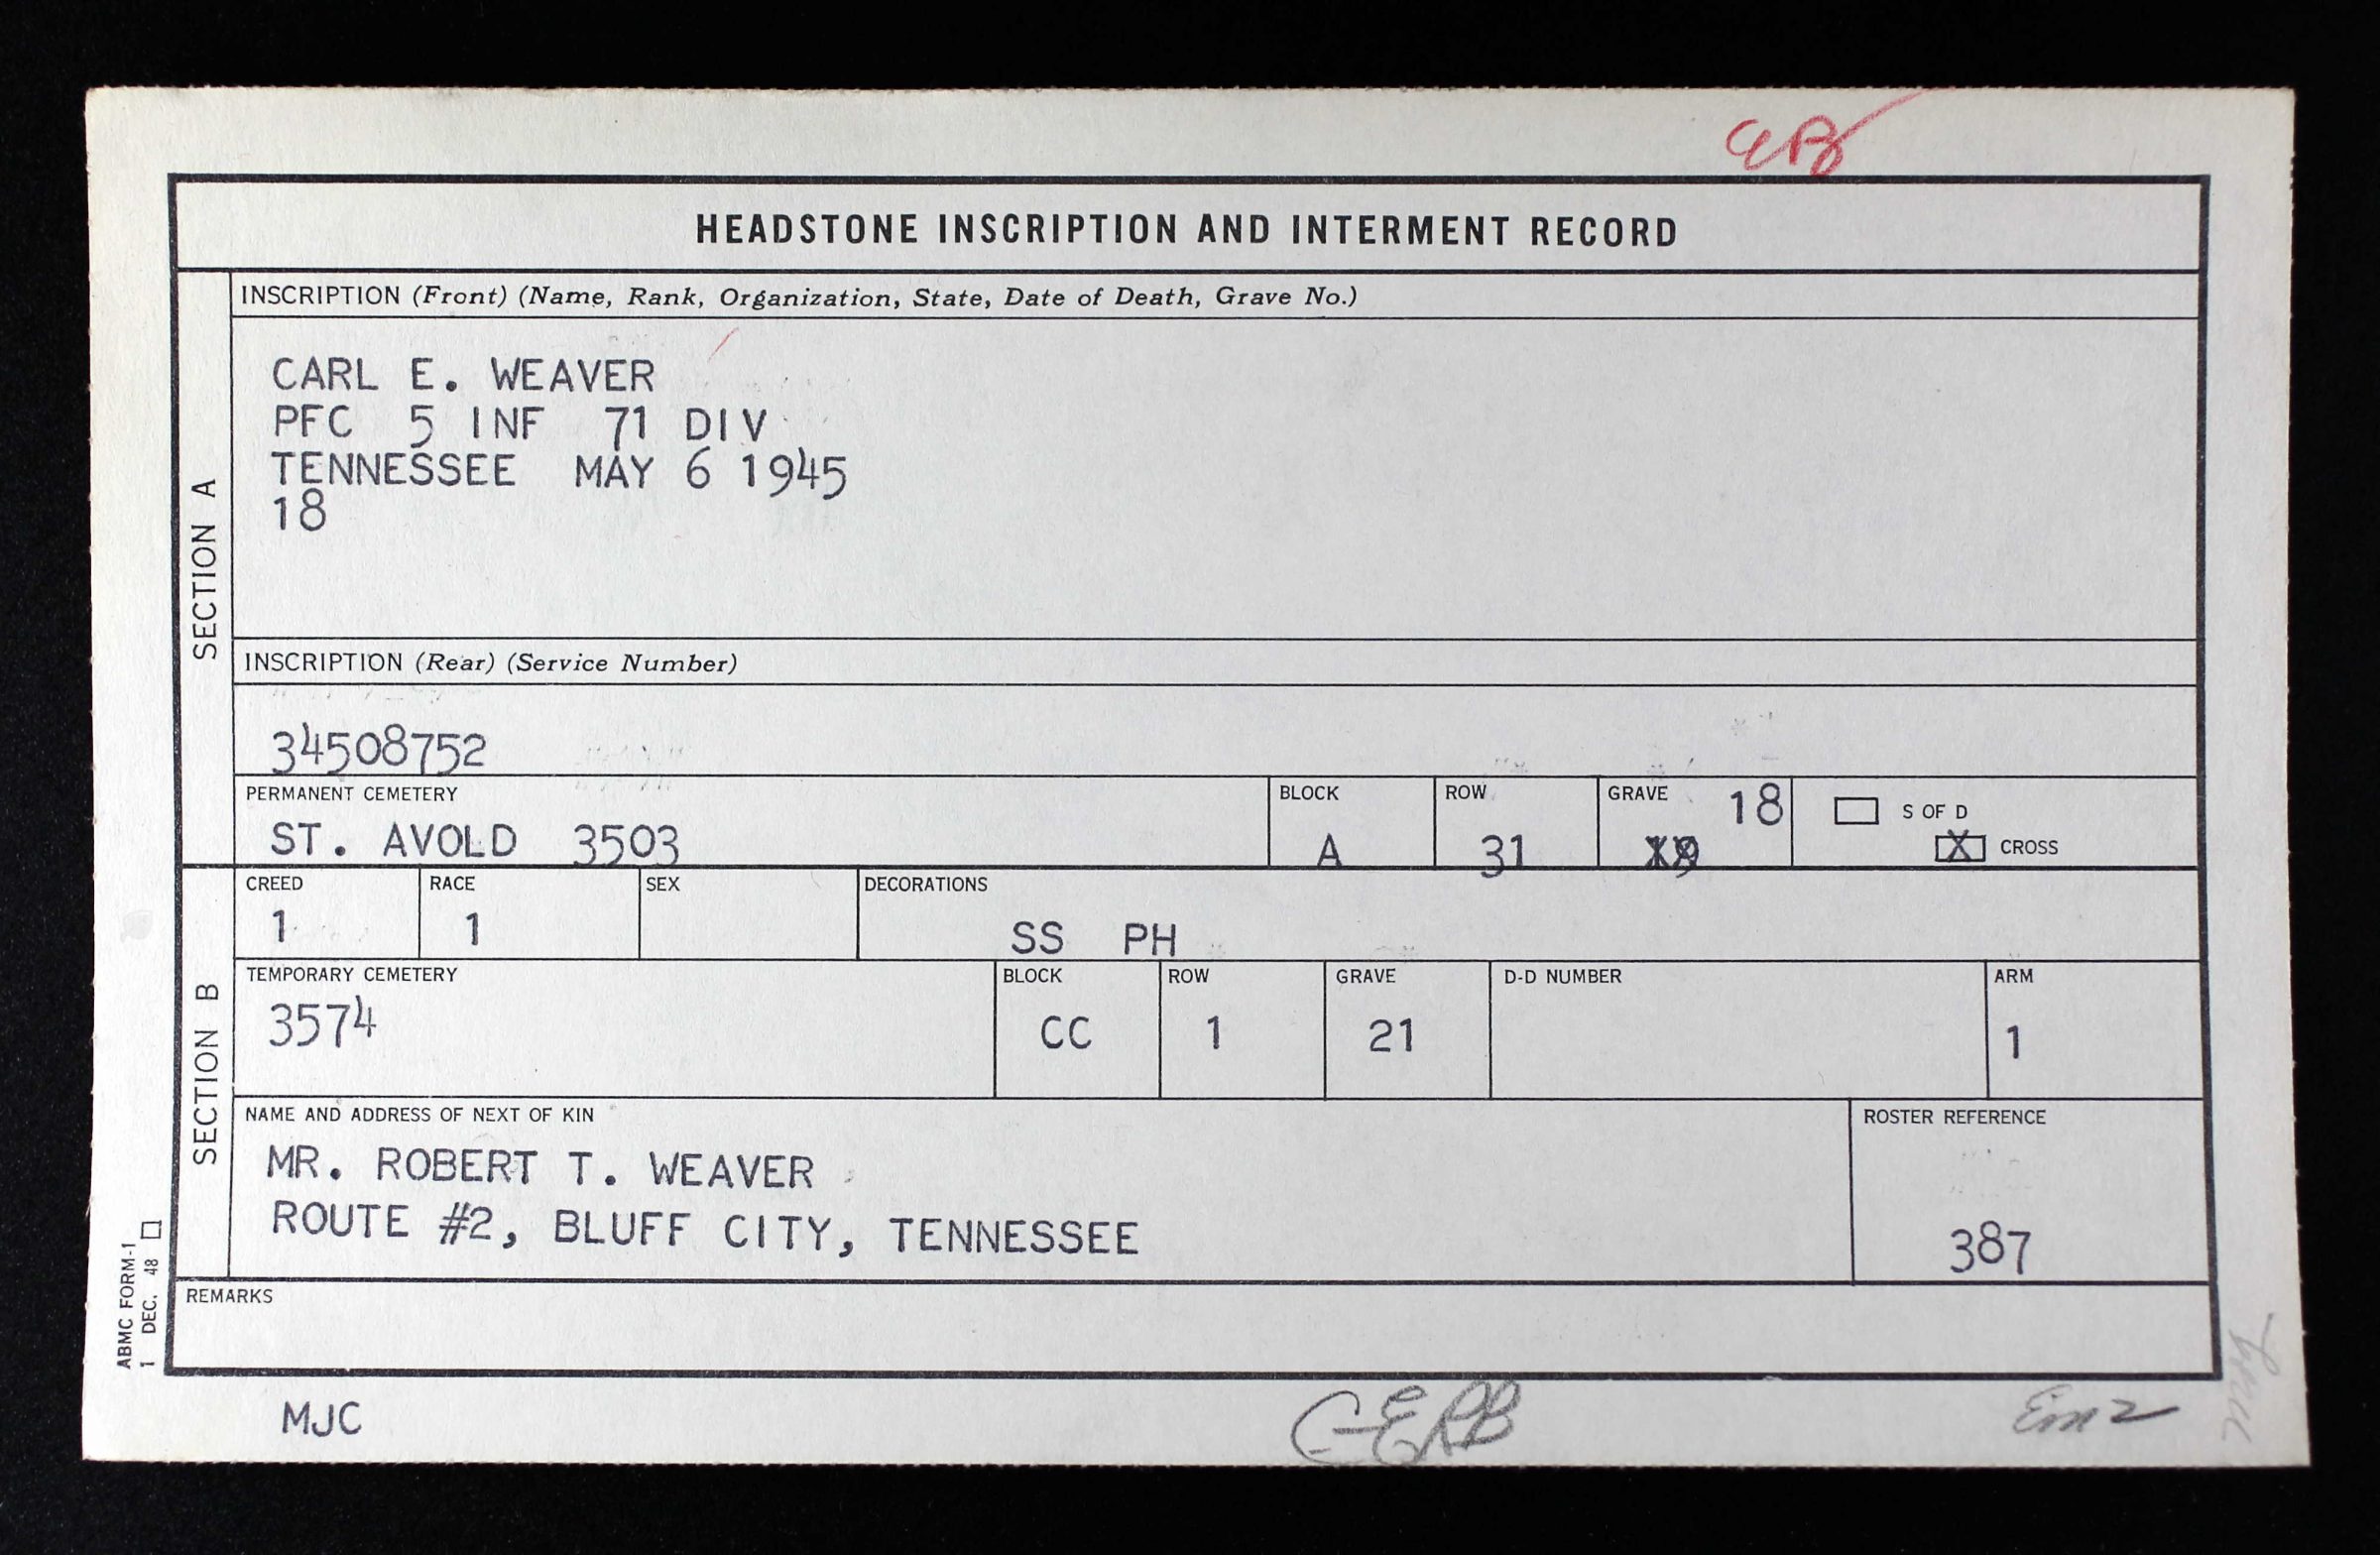 HEADSTONE INSCRIPTION AND INTERMENT RECORD
SECTION A
INSCRIPTION (Front) (Name, Rank, Organization, State, Date of Death, Grave No.)
CARL E. WEAVER
PFC 5 INF 71 DIV
TENNESSEE MAY 6 1945
18
INSCRIPTION (Rear) (Service Number)
34508752
PERMANENT CEMETERY
ST. AVOLD 3503
BLOCK
A
ROW
31
GRAVE
18
S OF D
X CROSS
SECTION B
CREED
1
RACE
1
SEX
DECORATIONS
SS PH
TEMPORARY CEMETERY
3574
BLOCK
CC
ROW
1
GRAVE
21
D-D NUMBER
ARM
1
NAME AND ADDRESS OF NEXT OF KIN
MR. ROBERT T. WEAVER
ROUTE #2, BLUFF CITY, TENNESSEE
ROSTER REFERENCE
387
REMARKS
ABMC FORM-1
1 DEC. 48
MJC